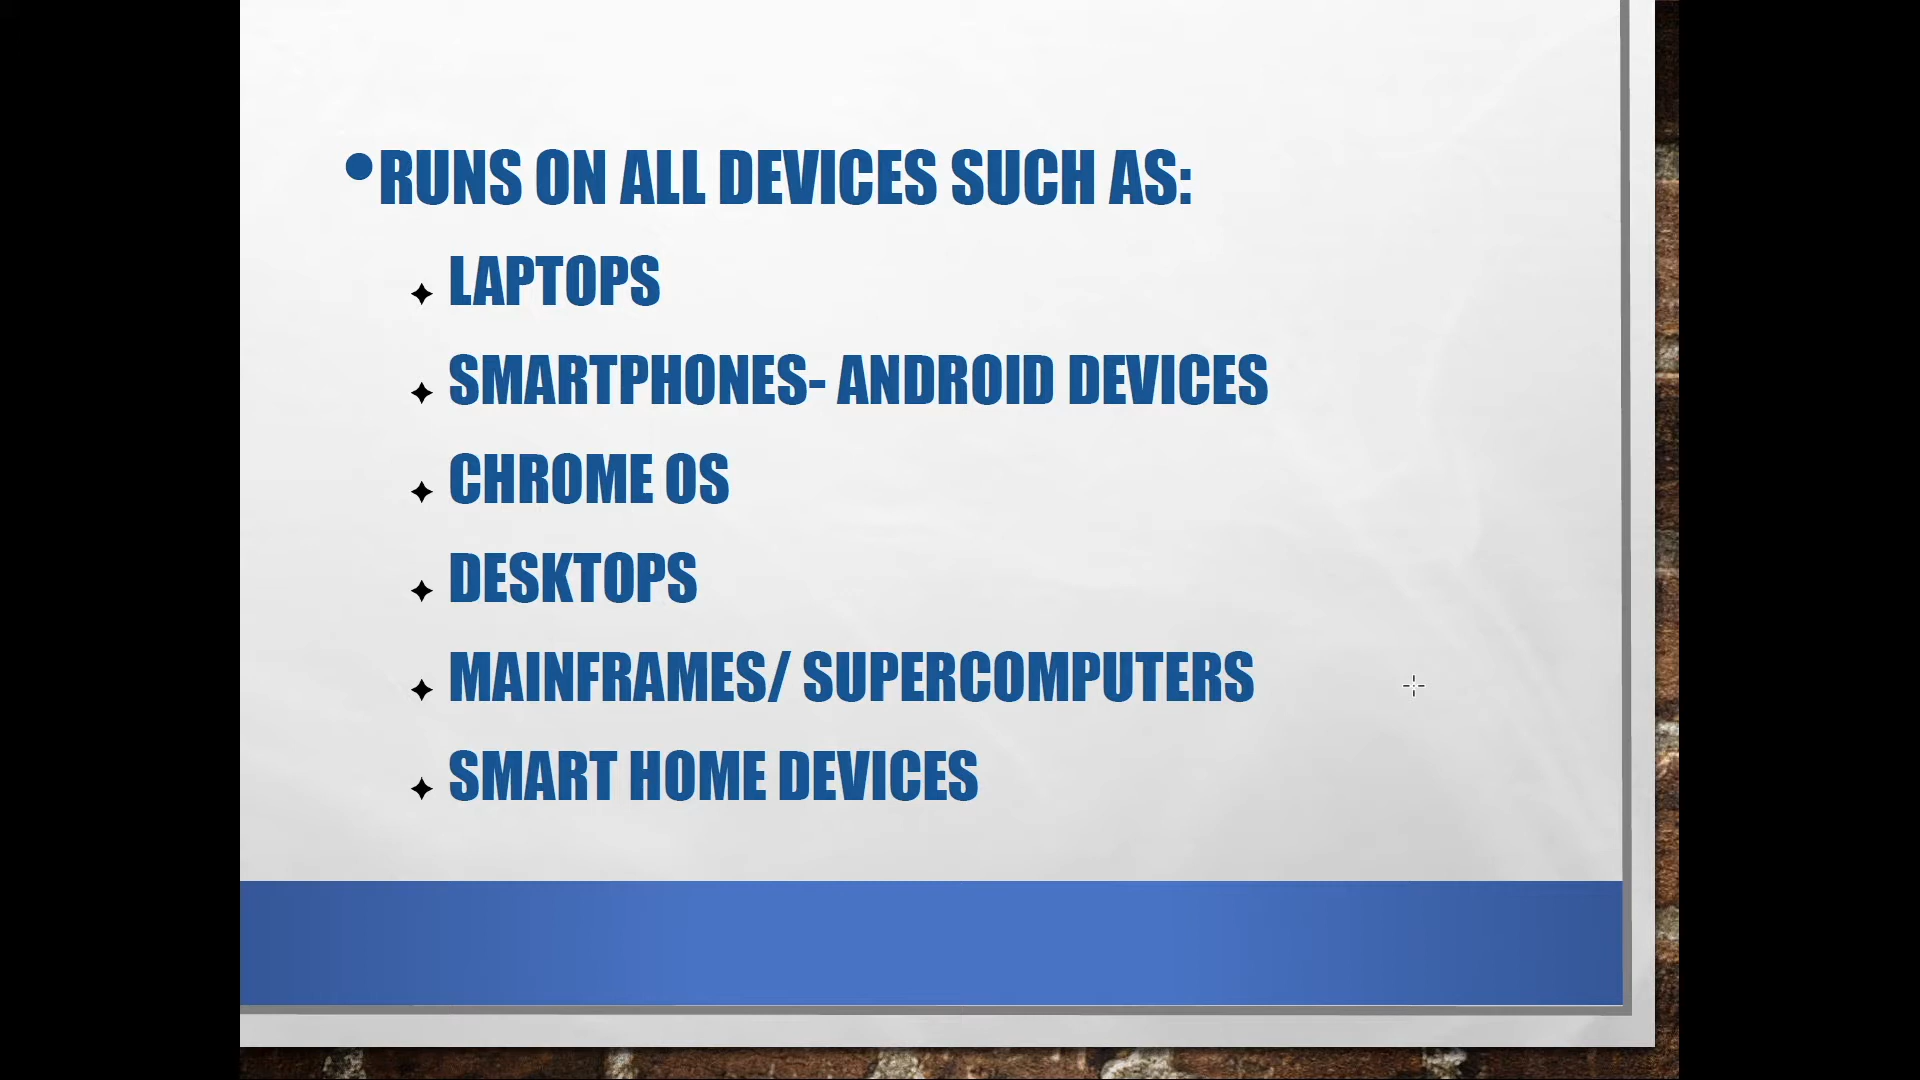 •RUNS ON ALL DEVICES SUCH AS:
✦ LAPTOPS
✦ SMARTPHONES- ANDROID DEVICES
✦ CHROME OS
✦ DESKTOPS
✦ MAINFRAMES/ SUPERCOMPUTERS
✦ SMART HOME DEVICES